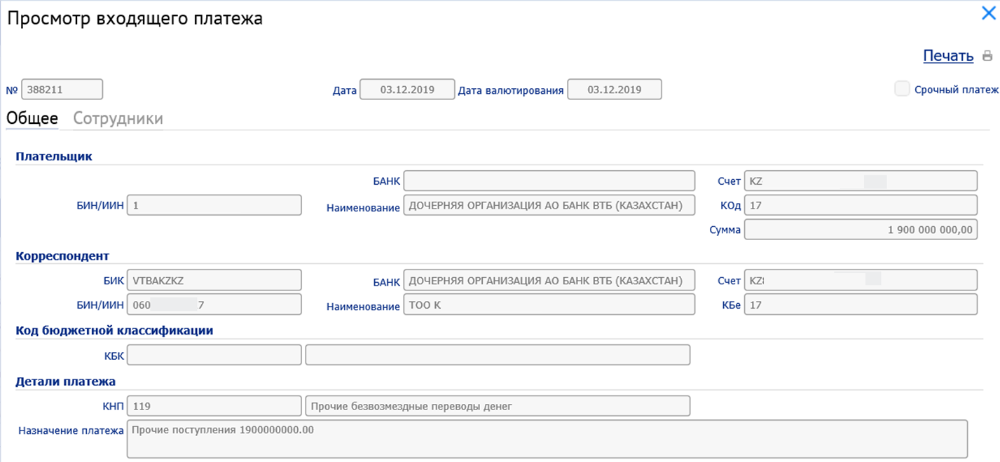 Просмотр входящего платежа
Печать
№ 388211 Дата 03.12.2019 Дата валютирования 03.12.2019 Срочный платеж
Общее Сотрудники
Плательщик
БАНК Счет KZ
БИН/ИИН 1 Наименование ДОЧЕРНЯЯ ОРГАНИЗАЦИЯ АО БАНК ВТБ (КАЗАХСТАН) КОд 17
Сумма 1 900 000 000,00
Корреспондент
БИК VTBAKZKZ БАНК ДОЧЕРНЯЯ ОРГАНИЗАЦИЯ АО БАНК ВТБ (КАЗАХСТАН) Счет KZ
БИН/ИИН 060 7 Наименование ТОО К КБе 17
Код бюджетной классификации
КБК
Детали платежа
КНП 119 Прочие безвозмездные переводы денег
Назначение платежа Прочие поступления 1900000000.00